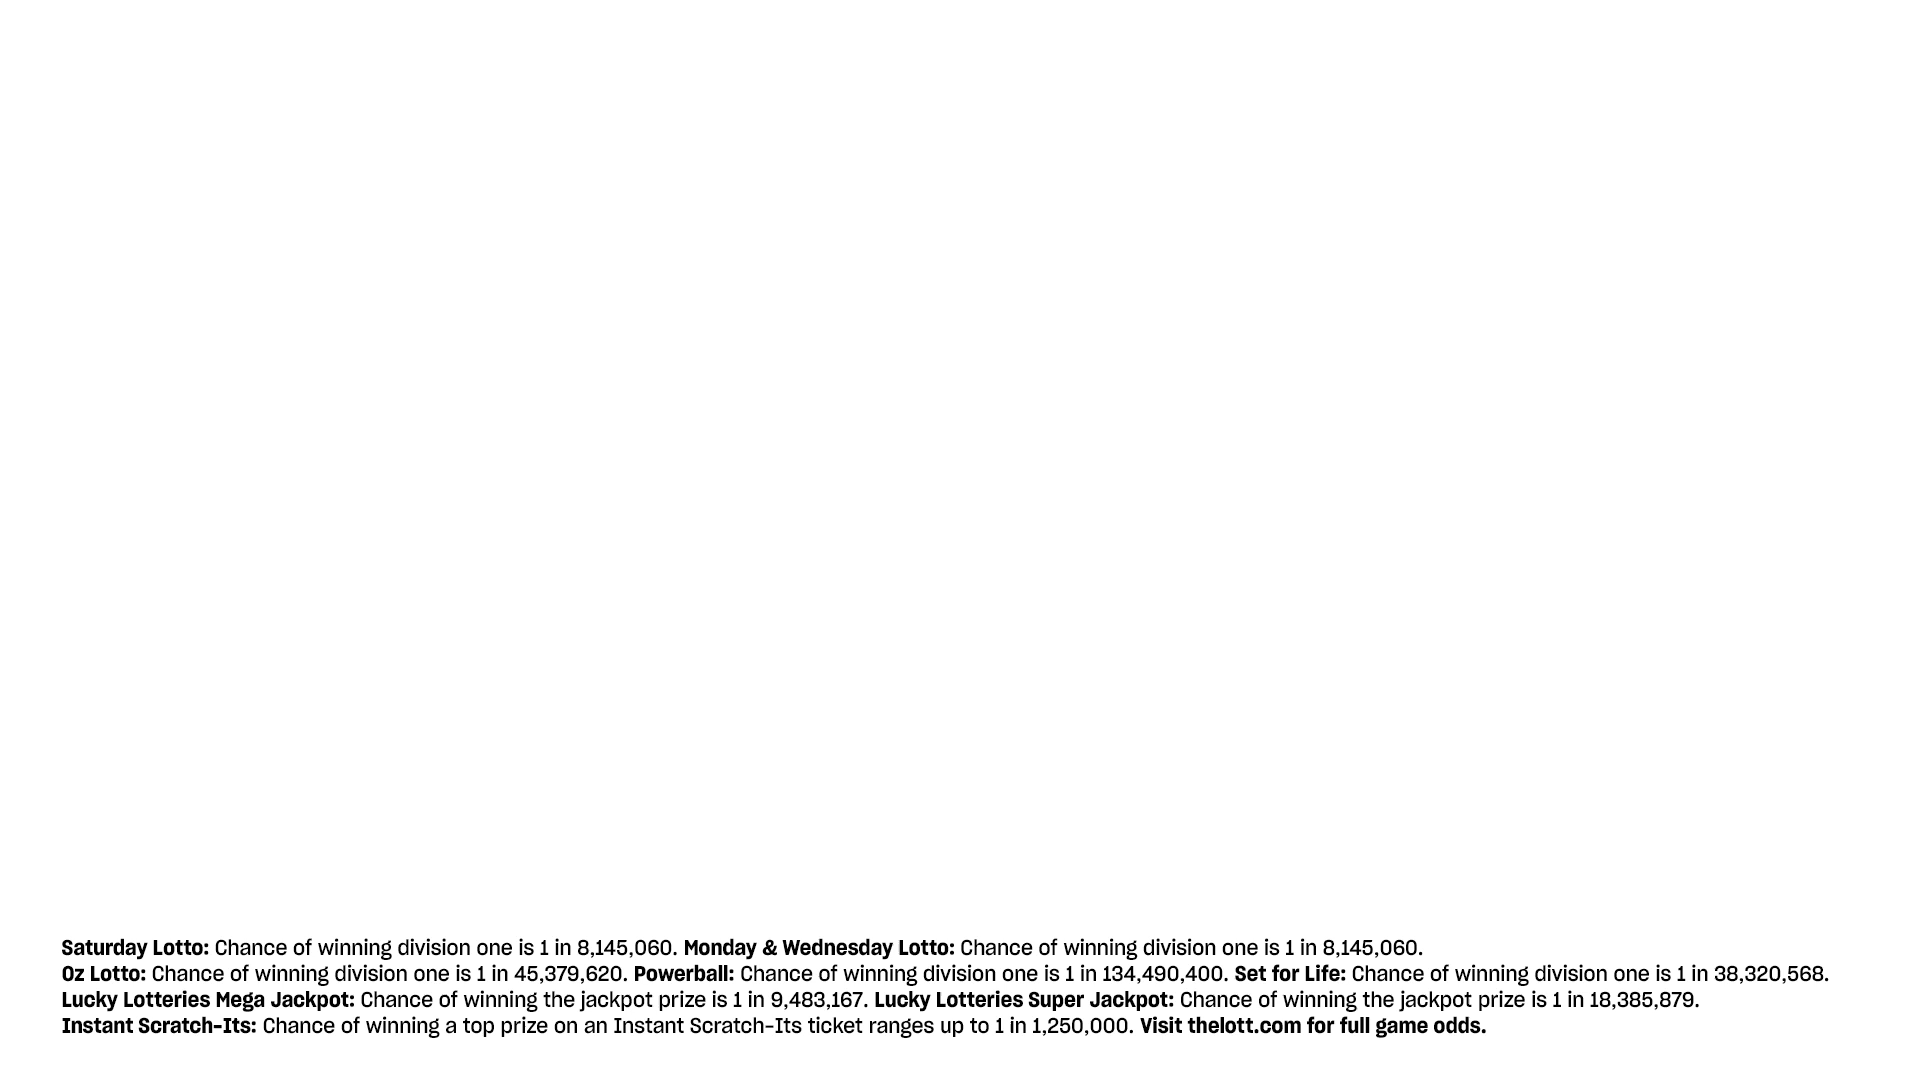 Saturday Lotto: Chance of winning division one is 1 in 8,145,060. Monday & Wednesday Lotto: Chance of winning division one is 1 in 8,145,060.
Oz Lotto: Chance of winning division one is 1 in 45,379,620. Powerball: Chance of winning division one is 1 in 134,490,400. Set for Life: Chance of winning division one is 1 in 38,320,568.
Lucky Lotteries Mega Jackpot: Chance of winning the jackpot prize is 1 in 9,483,167. Lucky Lotteries Super Jackpot: Chance of winning the jackpot prize is 1 in 18,385,879.
Instant Scratch-Its: Chance of winning a top prize on an Instant Scratch-Its ticket ranges up to 1 in 1,250,000. Visit thelott.com for full game odds.